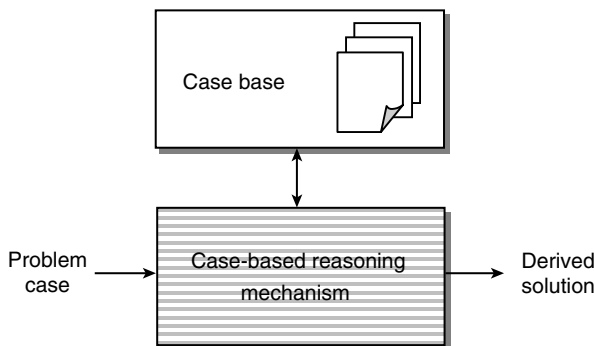 Case base
Case-based reasoning
mechanism
Problem
case
Derived
solution